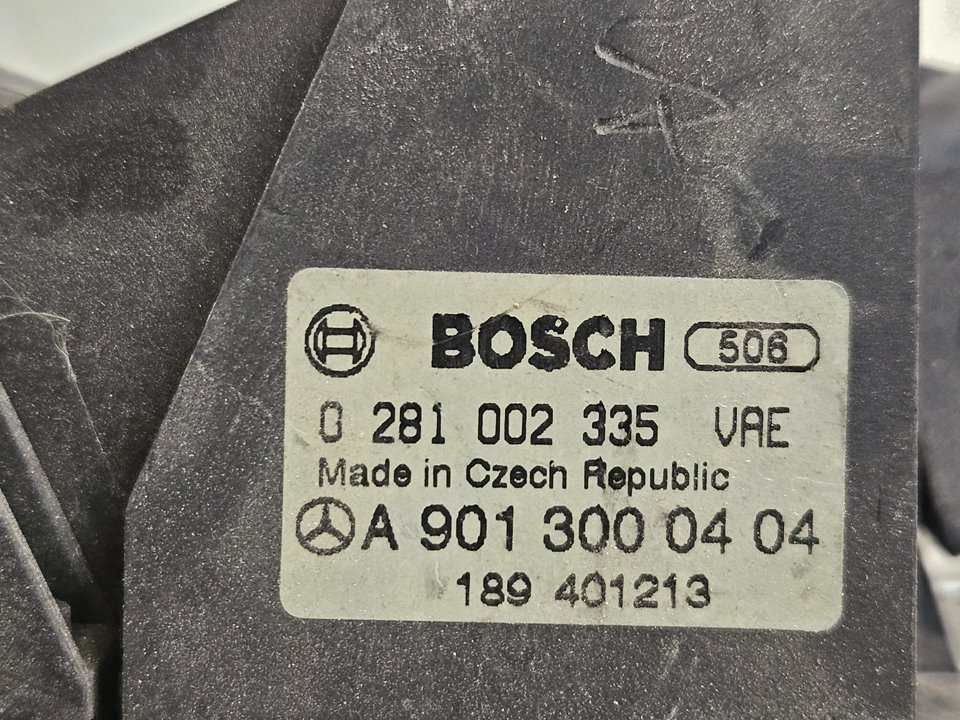 BOSCH 506
0 281 002 335 VAE
Made in Czech Republic
A 901 300 04 04
189 401213